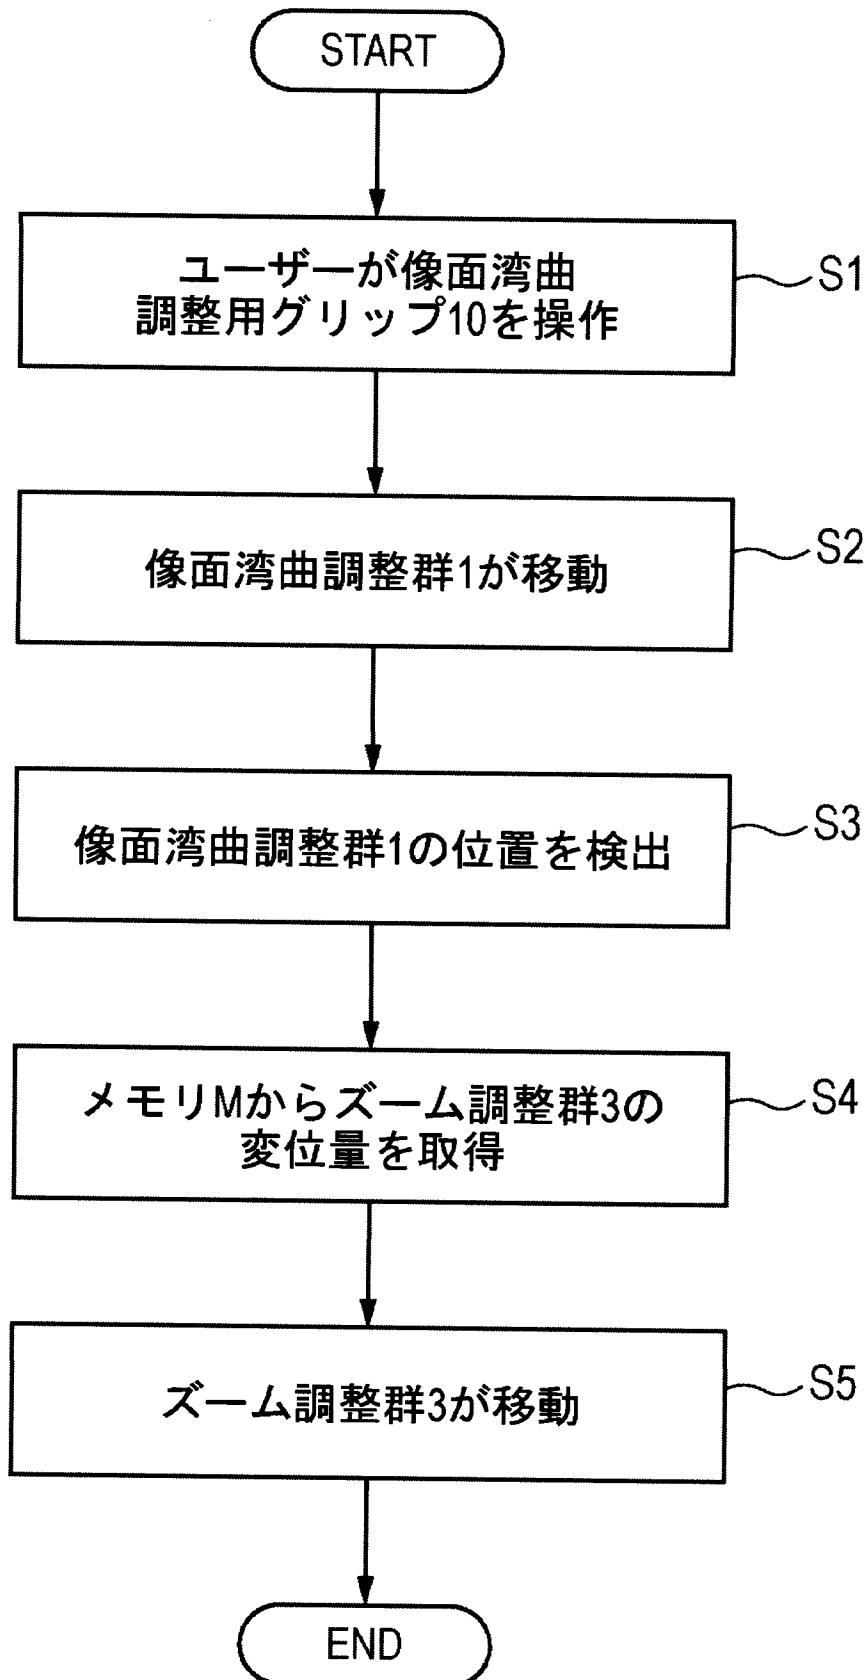 START
ユーザーが像面湾曲
調整用グリップ10を操作
S1
像面湾曲調整群1が移動
S2
像面湾曲調整群1の位置を検出
S3
メモリMからズーム調整群3の
変位量を取得
S4
ズーム調整群3が移動
S5
END